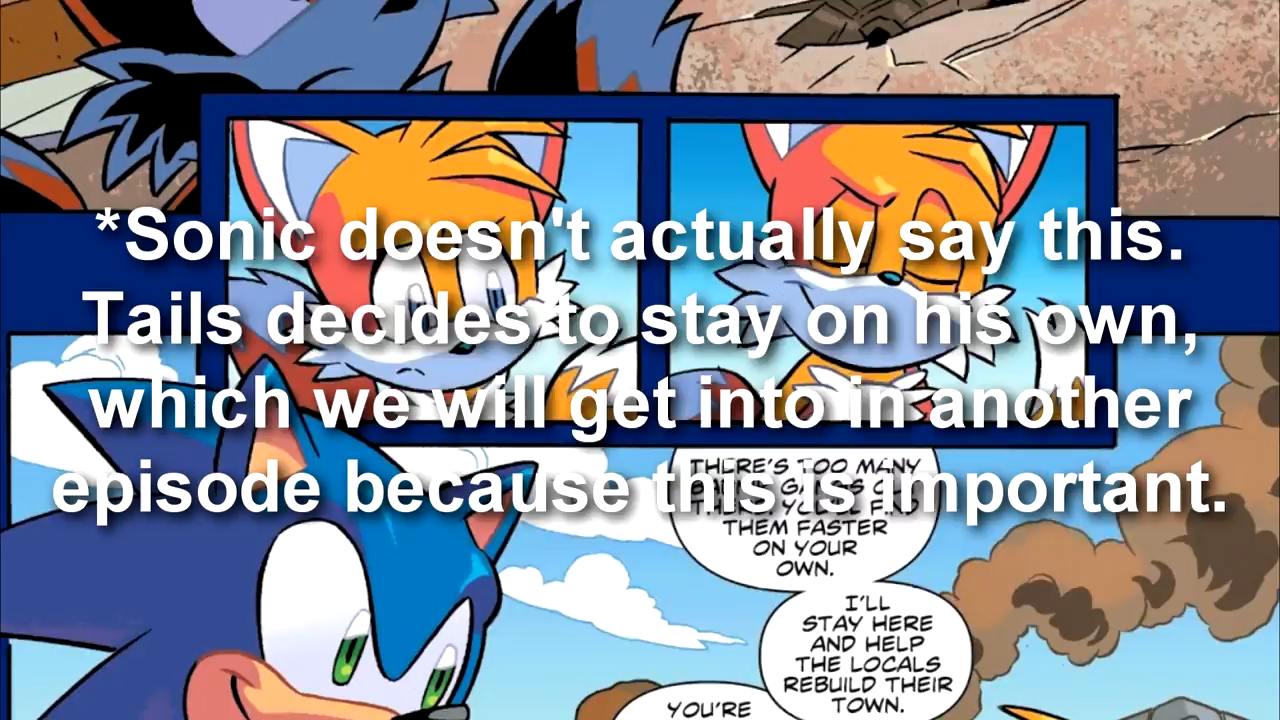 *Sonic doesn't actually say this.
Tails decides to stay on his own,
which we will get into in another
episode because this is important.
THERE'S TOO MANY
THEM FASTER
ON YOUR
OWN.
I'LL
STAY HERE
AND HELP
THE LOCALS
REBUILD THEIR
TOWN.
YOU'RE